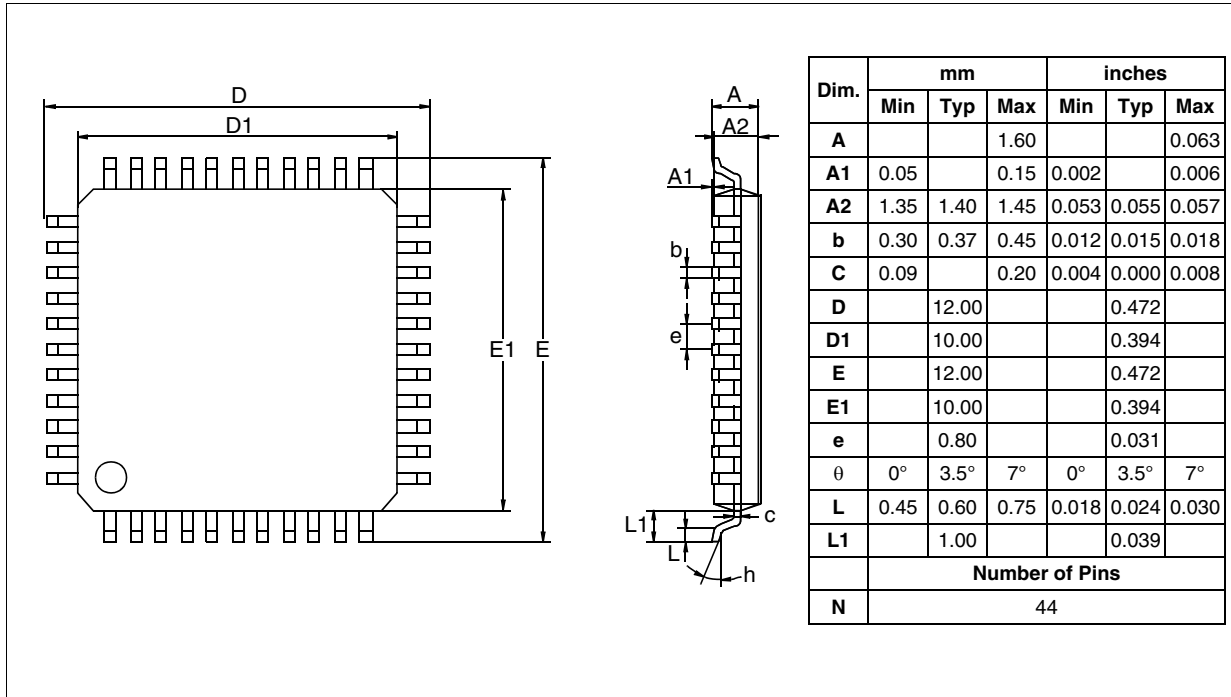 D
D1
E1
E
A
A2
A1
b
e
c
L1
L
h
Dim. mm inches
Min Typ Max Min Typ Max
A 1.60 0.063
A1 0.05 0.15 0.002 0.006
A2 1.35 1.40 1.45 0.053 0.055 0.057
b 0.30 0.37 0.45 0.012 0.015 0.018
C 0.09 0.20 0.004 0.000 0.008
D 12.00 0.472
D1 10.00 0.394
E 12.00 0.472
E1 10.00 0.394
e 0.80 0.031
θ 0° 3.5° 7° 0° 3.5° 7°
L 0.45 0.60 0.75 0.018 0.024 0.030
L1 1.00 0.039
Number of Pins
N 44